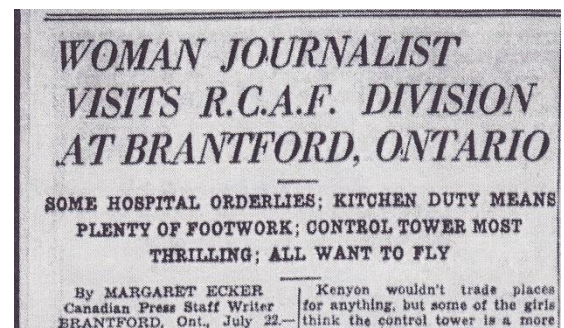 WOMAN JOURNALIST
VISITS R.C.A.F. DIVISION
AT BRANTFORD, ONTARIO
SOME HOSPITAL ORDERLIES; KITCHEN DUTY MEANS
PLENTY OF FOOTWORK; CONTROL TOWER MOST
THRILLING; ALL WANT TO FLY
By MARGARET ECKER
Canadian Press Staff Writer
BRANTFORD, Ont., July 22.—
Kenyon wouldn't trade places
for anything, but some of the girls
think the control tower is a more